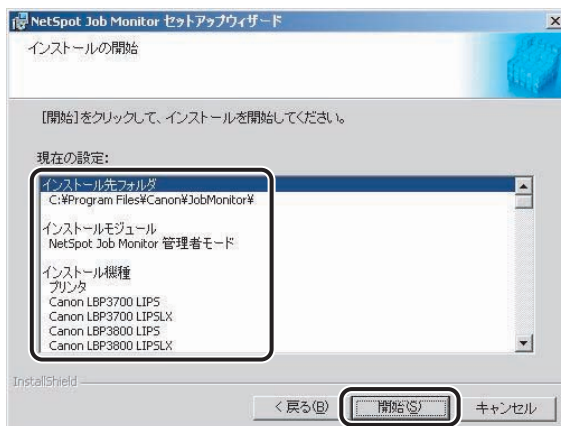 NetSpot Job Monitor セットアップウィザード
インストールの開始
[開始]をクリックして、インストールを開始してください。
現在の設定:
インストール先フォルダ
C:¥Program Files¥Canon¥JobMonitor¥
インストールモジュール
NetSpot Job Monitor 管理者モード
インストール機種
プリンタ
Canon LBP3700 LIPS
Canon LBP3700 LIPSLX
Canon LBP3800 LIPS
Canon LBP3800 LIPSLX
InstallShield
< 戻る(B)
開始(S)
キャンセル